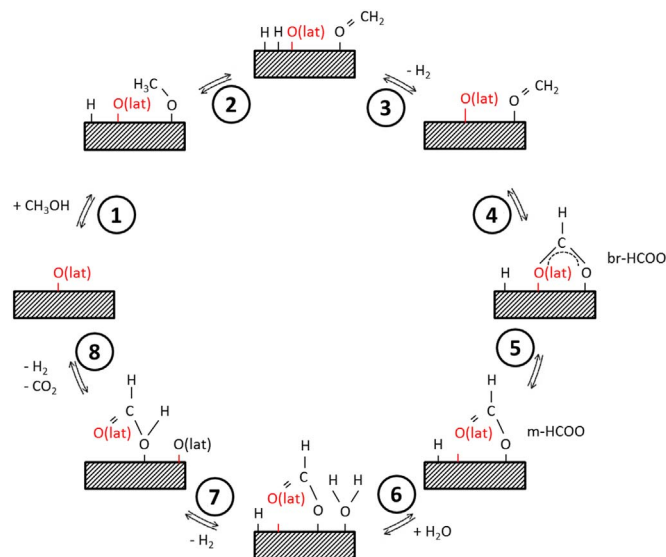 H H O(lat) O CH₂
2
- H₂
3
O(lat) O CH₂
4
H
C
br-HCOO
H O(lat) O
5
H
C
m-HCOO
O(lat)
H O
6
+ H₂O
H
C H H
O(lat)
H O O
7
- H₂
H
C H
O(lat) O(lat)
O
8
- H₂
- CO₂
O(lat)
1
+ CH₃OH
H₃C
H O(lat) O